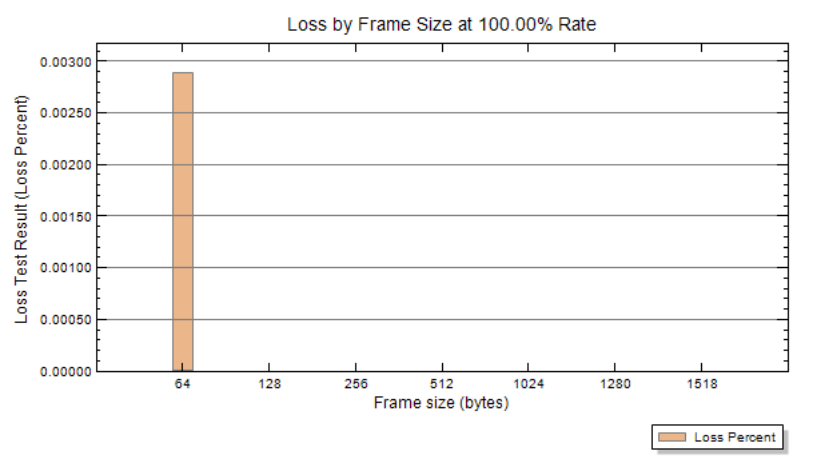 Loss by Frame Size at 100.00% Rate
Loss Test Result (Loss Percent)
0.00300
0.00250
0.00200
0.00150
0.00100
0.00050
0.00000
64 128 256 512 1024 1280 1518
Frame size (bytes)
Loss Percent